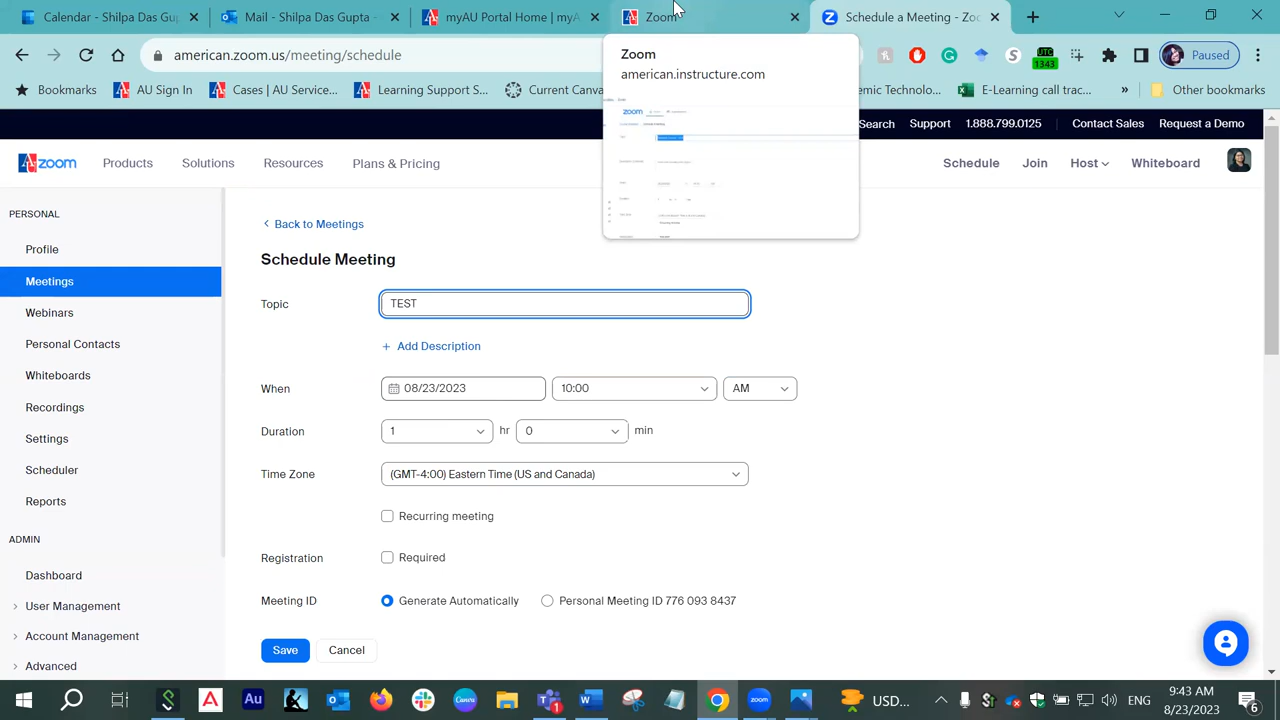 Calendar - Shilpa Das Gup
Mail - Shilpa Das Gupta -
myAU Portal Home | myA
Zoom
Schedule a Meeting - Zoo
american.zoom.us/meeting/schedule
UTC
1343
Paused
Bookmarks
AU Sign In
Cases | AU Service...
Learning Support S...
Current Canva
emic Technolo...
E-Learning call trac...
Other Bookmarks
Zoom
american.instructure.com
Search
Support
1.888.799.0125
Contact Sales
Request a Der
zoom
Products
Solutions
Resources
Plans & Pricing
Schedule
Join
Host
Whiteboard
PERSONAL
Profile
Meetings
Webinars
Personal Contacts
Whiteboards
Recordings
Settings
Scheduler
Reports
ADMIN
Dashboard
User Management
Account Management
Advanced
Back to Meetings
Schedule Meeting
Topic
TEST
+ Add Description
When
08/23/2023
10:00
AM
Duration
1
hr
0
min
Time Zone
(GMT-4:00) Eastern Time (US and Canada)
Recurring meeting
Registration
Required
Meeting ID
Generate Automatically
Personal Meeting ID 776 093 8437
Save
Cancel
USD...
ENG
9:43:38 AM
8/23/2023
6